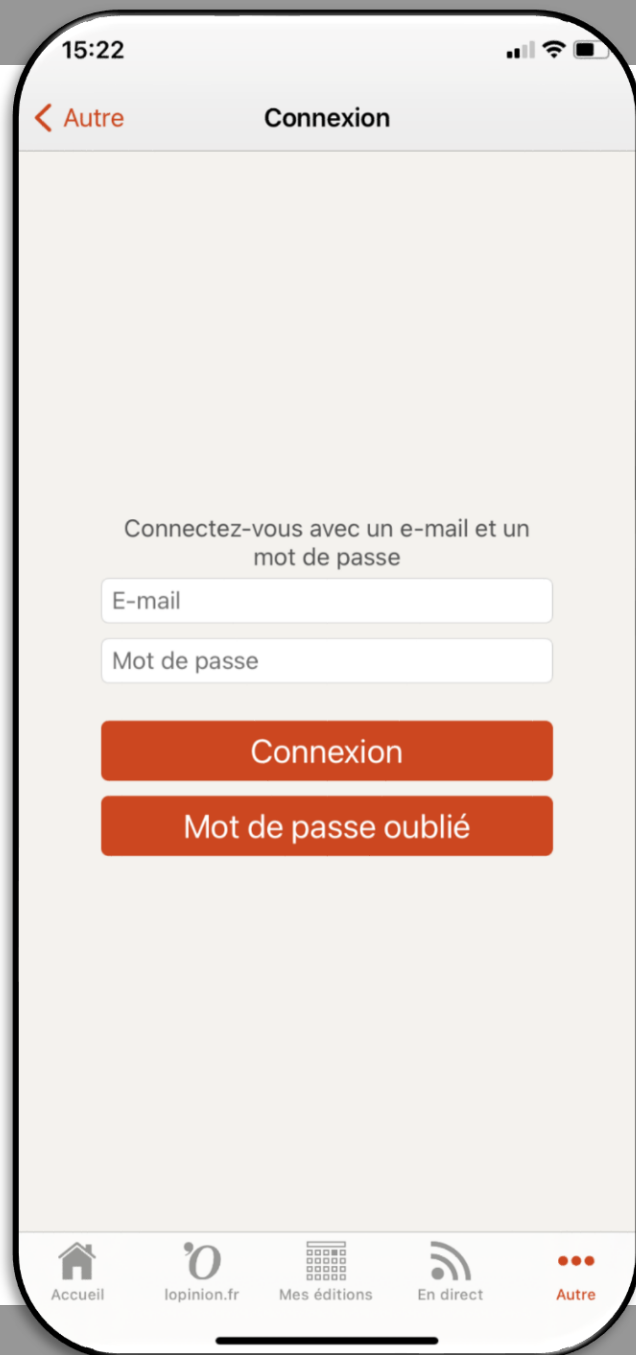 15:22
Autre
Connexion
Connectez-vous avec un e-mail et un
mot de passe
E-mail
Mot de passe
Connexion
Mot de passe oublié
'O
Accueil
lopinion.fr
Mes éditions
En direct
Autre